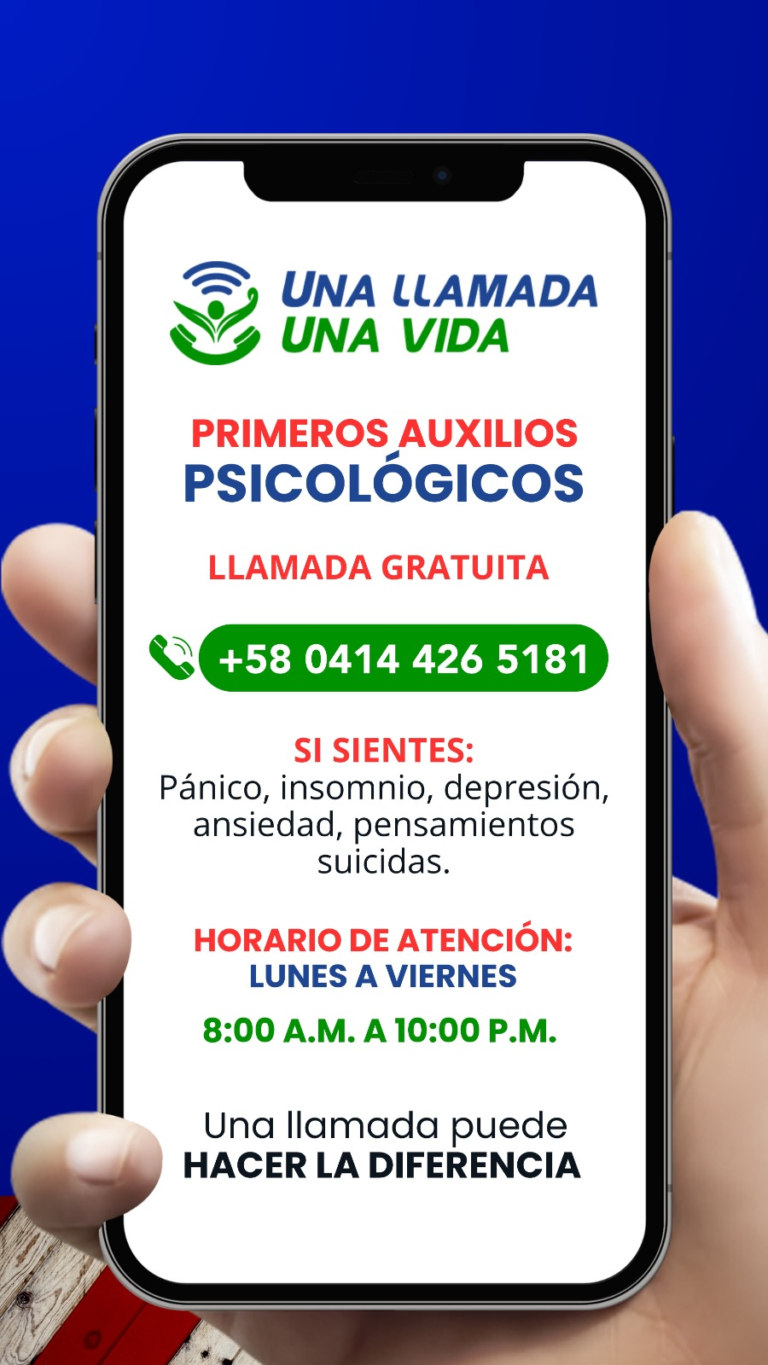 UNA LLAMADA
UNA VIDA
PRIMEROS AUXILIOS
PSICOLÓGICOS
LLAMADA GRATUITA
+58 0414 426 5181
SI SIENTES:
Pánico, insomnio, depresión,
ansiedad, pensamientos
suicidas.
HORARIO DE ATENCIÓN:
LUNES A VIERNES
8:00 A.M. A 10:00 P.M.
Una llamada puede
HACER LA DIFERENCIA